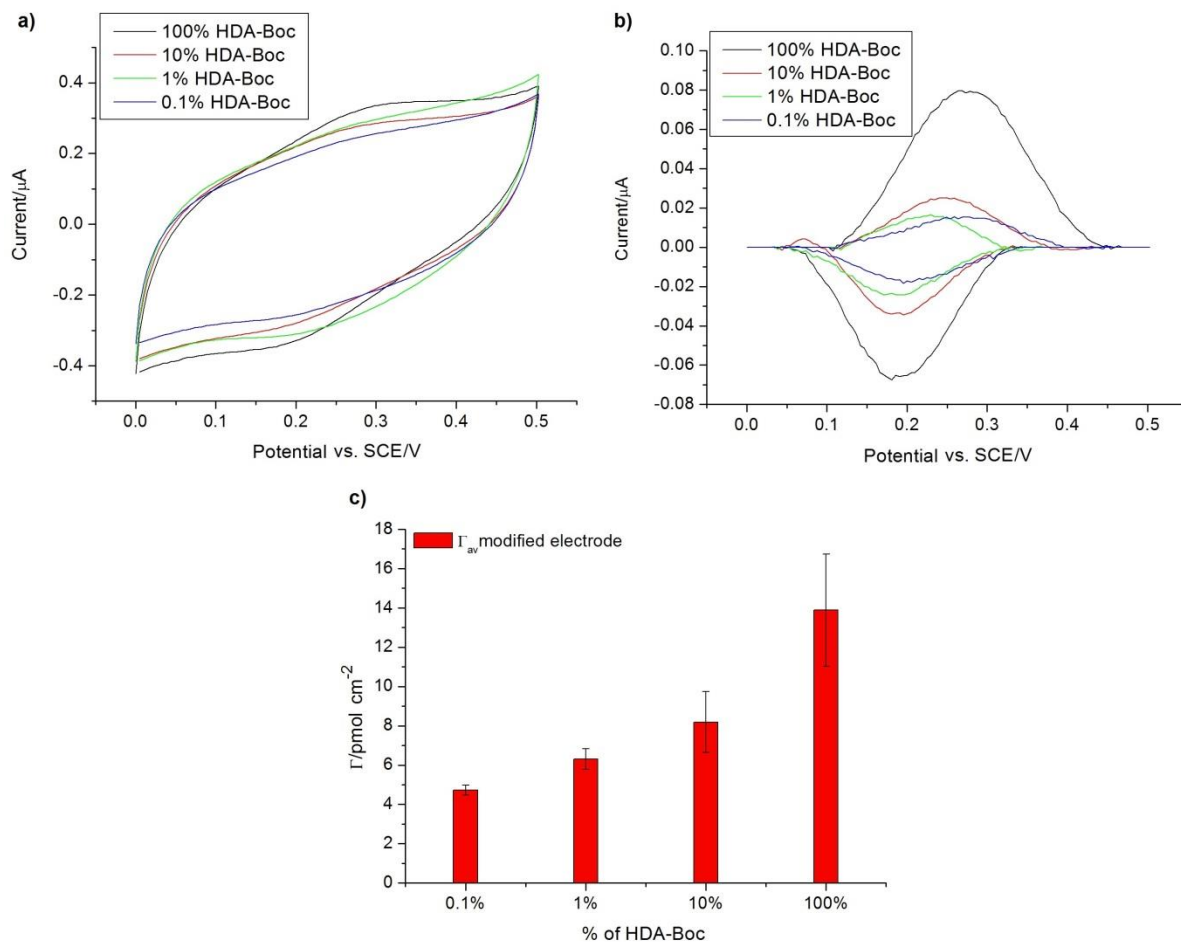 a)
100% HDA-Boc
10% HDA-Boc
1% HDA-Boc
0.1% HDA-Boc
0.4
0.2
0.0
-0.2
-0.4
Current/µA
0.0 0.1 0.2 0.3 0.4 0.5
Potential vs. SCE/V
b)
100% HDA-Boc
10% HDA-Boc
1% HDA-Boc
0.1% HDA-Boc
0.10
0.08
0.06
0.04
0.02
0.00
-0.02
-0.04
-0.06
-0.08
Current/µA
0.0 0.1 0.2 0.3 0.4 0.5
Potential vs. SCE/V
c)
Γav modified electrode
18
16
14
12
10
8
6
4
2
0
Γ/pmol cm-2
0.1% 1% 10% 100%
% of HDA-Boc